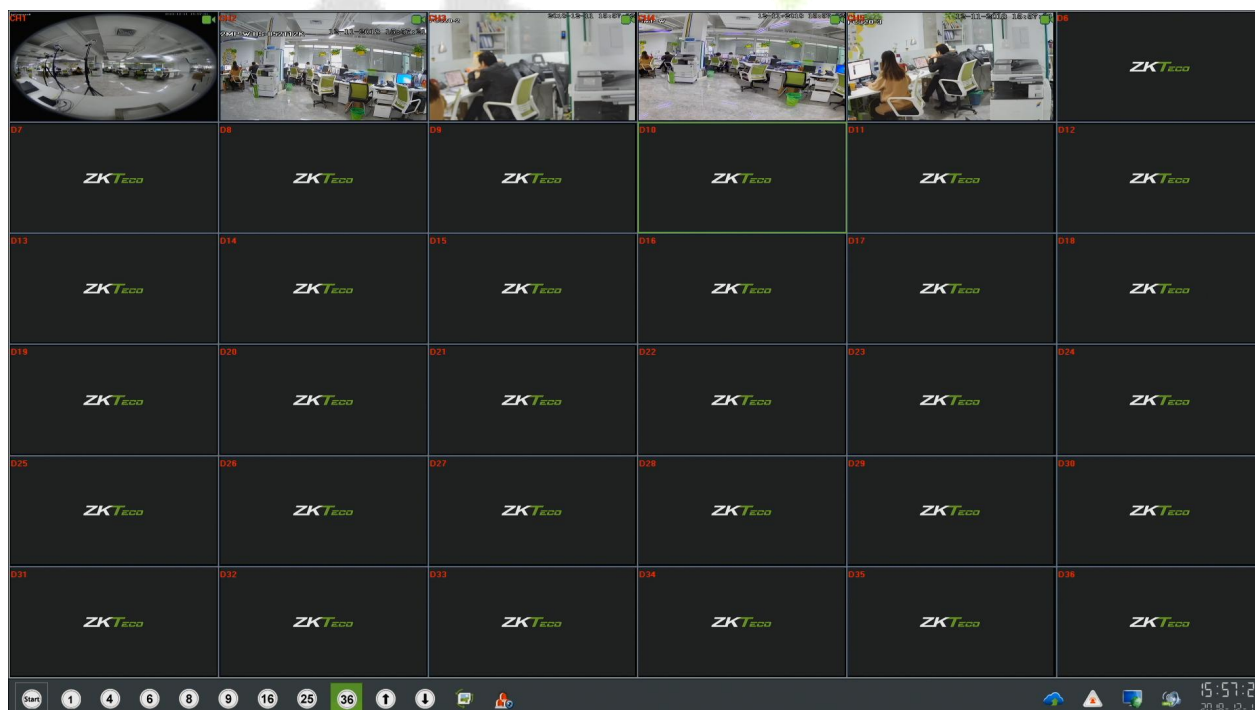 CH1
CH2
2MP
D6
ZKTECO
D7 D8 D9 D10 D11 D12
ZKTECO ZKTECO ZKTECO ZKTECO ZKTECO ZKTECO
D13 D14 D15 D16 D17 D18
ZKTECO ZKTECO ZKTECO ZKTECO ZKTECO ZKTECO
D19 D20 D21 D22 D23 D24
ZKTECO ZKTECO ZKTECO ZKTECO ZKTECO ZKTECO
D25 D26 D27 D28 D29 D30
ZKTECO ZKTECO ZKTECO ZKTECO ZKTECO ZKTECO
D31 D32 D33 D34 D35 D36
ZKTECO ZKTECO ZKTECO ZKTECO ZKTECO ZKTECO
Start 1 4 6 8 9 16 25 36
15:57:2